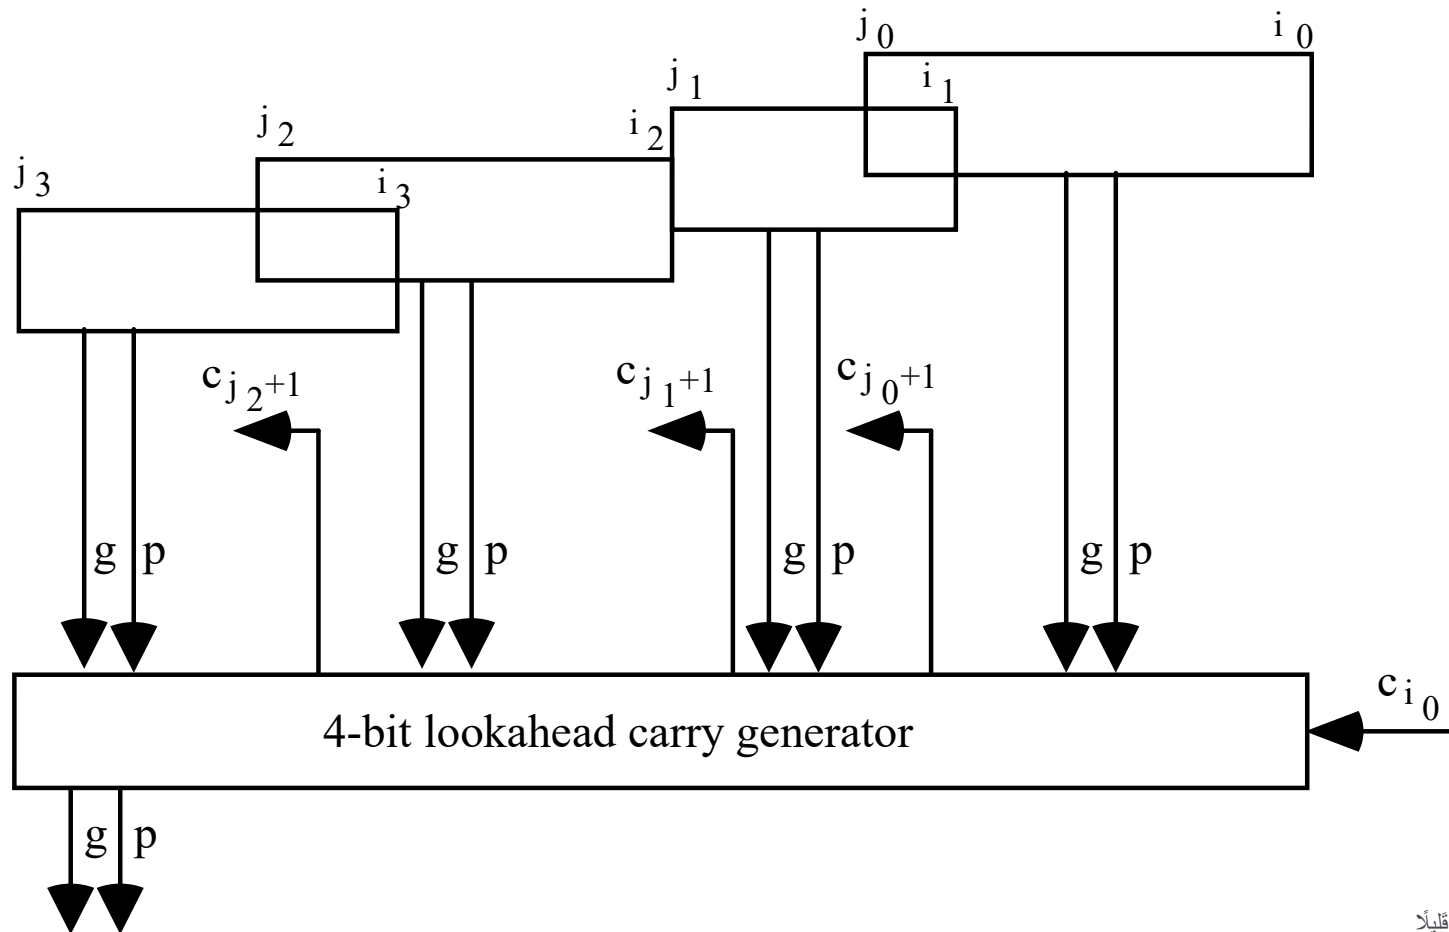 j0 i0
j1 i1
j2 i2
j3 i3
cj2+1 cj1+1 cj0+1
g p g p g p g p
ci0
4-bit lookahead carry generator
g p
قليلًا